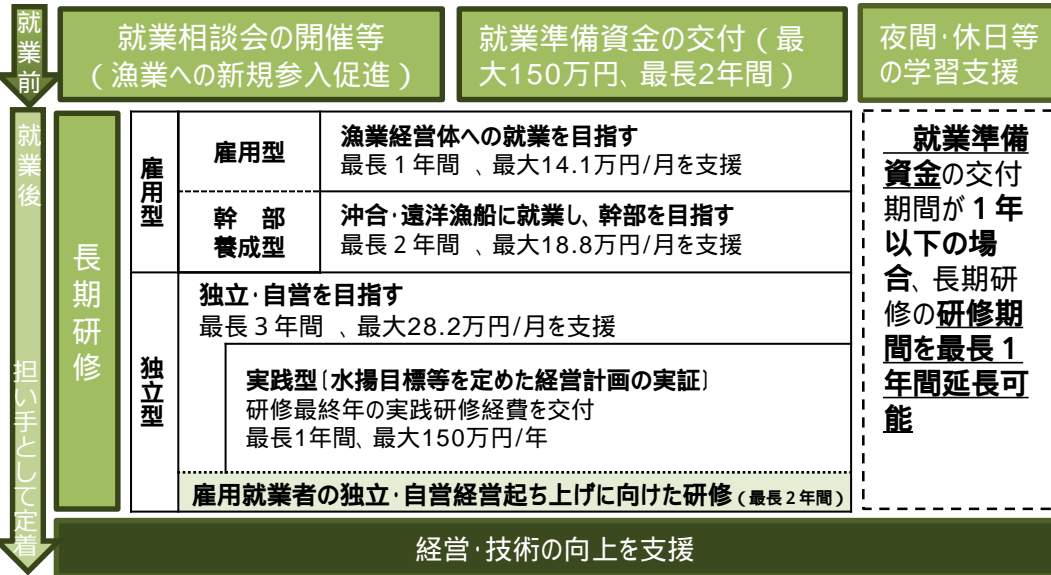 就業前
就業相談会の開催等
（漁業への新規参入促進）
就業準備資金の交付（最
大150万円、最長2年間）
夜間・休日等
の学習支援
就業後
担い手として定着
長期研修
雇用型
雇用型
漁業経営体への就業を目指す
最長１年間 、最大14.1万円/月を支援
幹　部
養成型
沖合・遠洋漁船に就業し、幹部を目指す
最長２年間 、最大18.8万円/月を支援
独立型
独立・自営を目指す
最長３年間 、最大28.2万円/月を支援
実践型〔水揚目標等を定めた経営計画の実証〕
研修最終年の実践研修経費を交付
最長1年間、最大150万円/年
雇用就業者の独立・自営経営起ち上げに向けた研修（最長２年間）
就業準備
資金の交付
期間が１年
以下の場
合、長期研
修の研修期
間を最長１
年間延長可
能
経営・技術の向上を支援